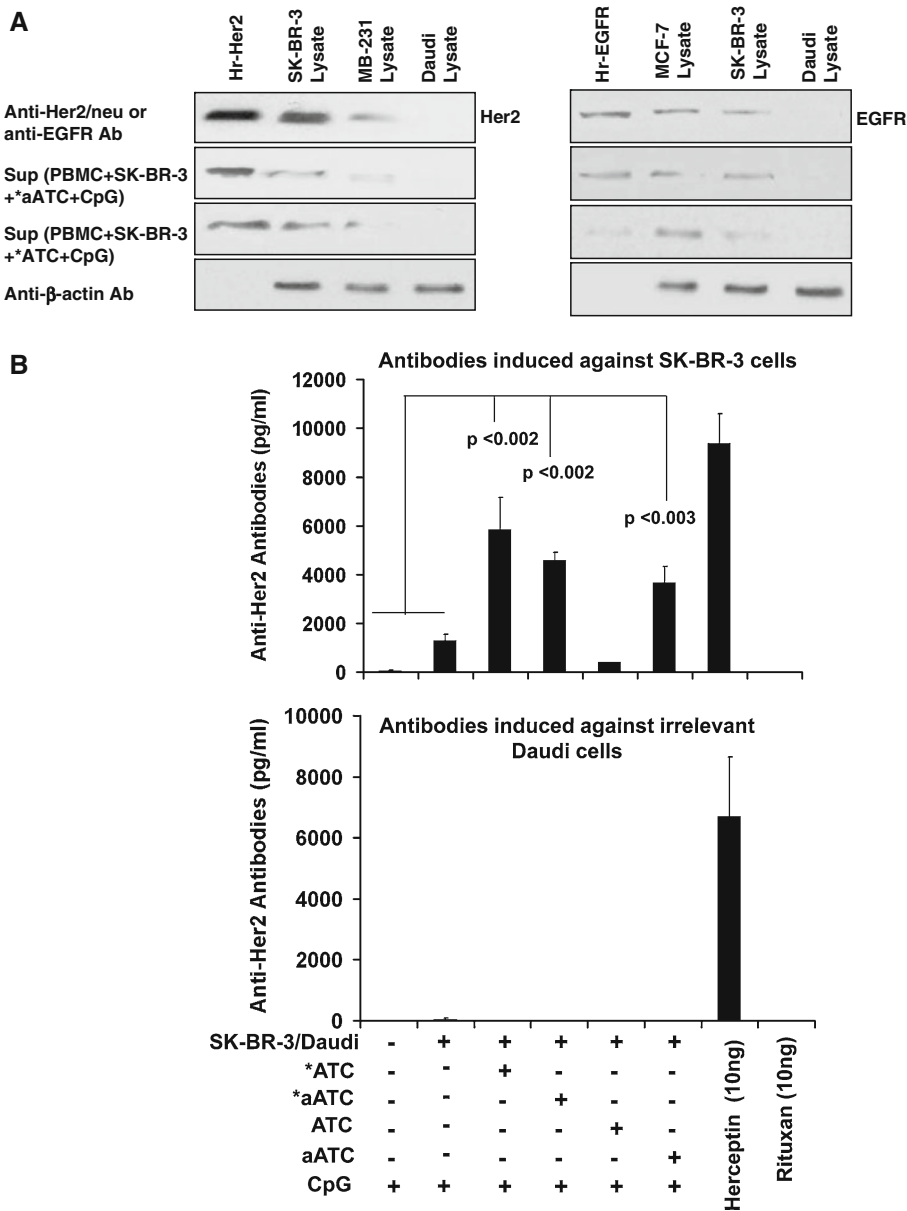 A
Hr-Her2
SK-BR-3 Lysate
MB-231 Lysate
Daudi Lysate
Hr-EGFR
MCF-7 Lysate
SK-BR-3 Lysate
Daudi Lysate
Anti-Her2/neu or
anti-EGFR Ab
Her2
EGFR
Sup (PBMC+SK-BR-3
+*aATC+CpG)
Sup (PBMC+SK-BR-3
+*ATC+CpG)
Anti-β-actin Ab
B
Antibodies induced against SK-BR-3 cells
Anti-Her2 Antibodies (pg/ml)
12000
10000
8000
6000
4000
2000
0
p <0.002
p <0.002
p <0.003
Antibodies induced against irrelevant
Daudi cells
Anti-Her2 Antibodies (pg/ml)
10000
8000
6000
4000
2000
0
SK-BR-3/Daudi - + + + + +
*ATC - - + - - -
*aATC - - - + - -
ATC - - - - + -
aATC - - - - - +
CpG + + + + + +
Herceptin (10ng)
Rituxan (10ng)